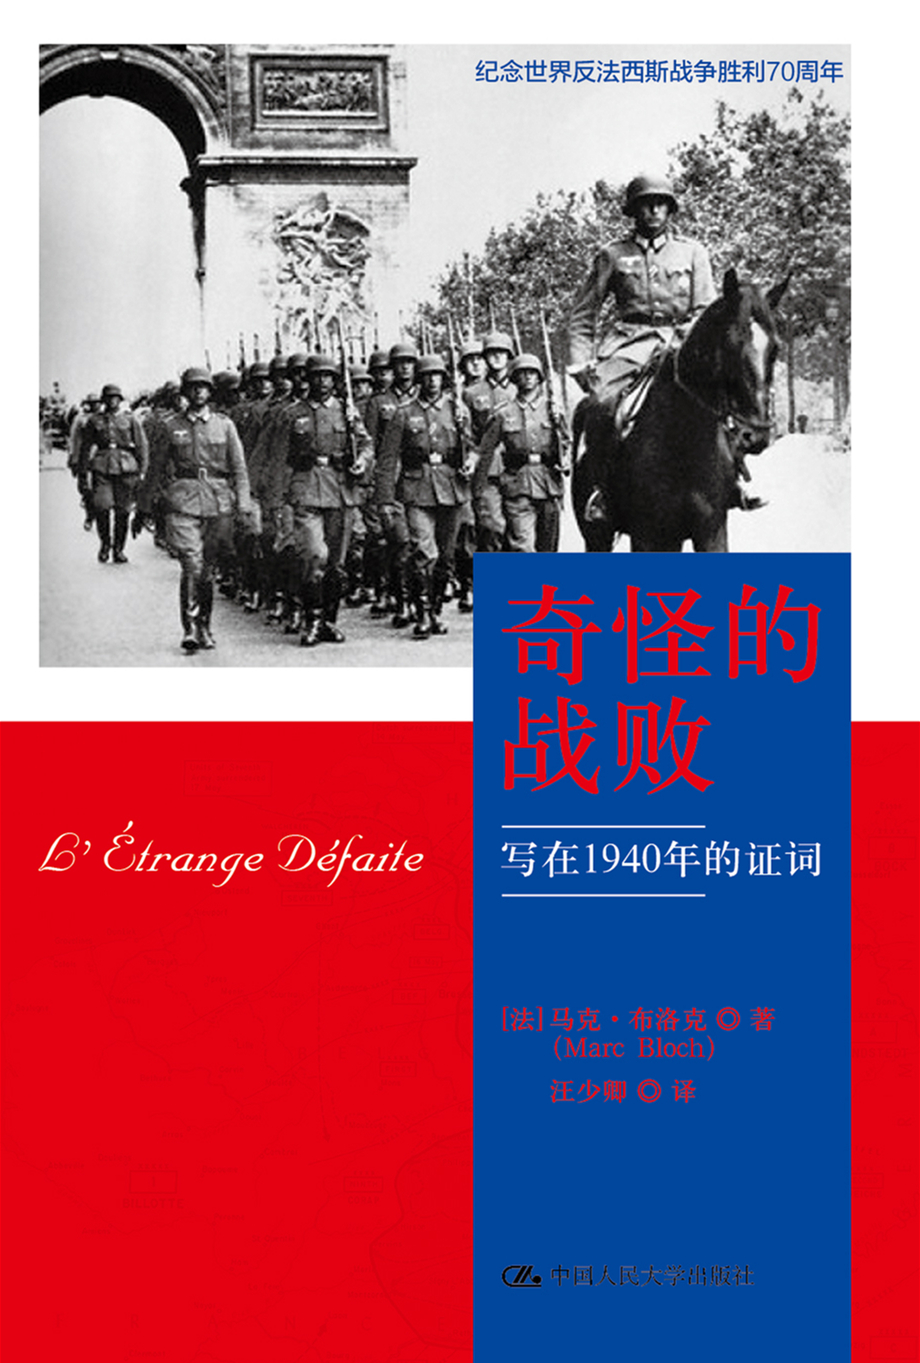 纪念世界反法西斯战争胜利70周年
奇怪的
战败
L' Étrange Défaite
写在1940年的证词
[法]马克·布洛克 ◎ 著
(Marc Bloch)
汪少卿 ◎ 译
中国人民大学出版社